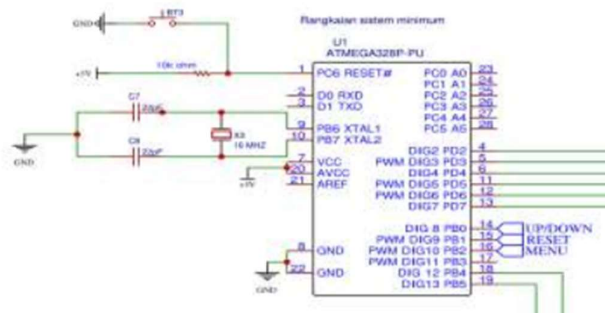 Rangkaian sistem minimum
U1
ATMEGA328P-PU
BT3
GND
10k ohm
1 PC6 RESET# PC0 A0 23
PC1 A1 24
2 D0 RXD PC2 A2 25
3 D1 TXD PC3 A3 26
PC4 A4 27
PC5 A5 28
C7
22pF
9 PB6 XTAL1
10 PB7 XTAL2
16 MHZ
GND
C8
22pF
DIG2 PD2 4
7 VCC PWM DIG3 PD3 5
20 AVCC DIG4 PD4 6
21 AREF PWM DIG5 PD5 11
PWM DIG6 PD6 12
DIG7 PD7 13
DIG 8 PB0 14 UP/DOWN
PWM DIG9 PB1 15 RESET
8 GND PWM DIG10 PB2 16 MENU
PWM DIG11 PB3 17
22 GND DIG 12 PB4 18
DIG13 PB5 19
GND